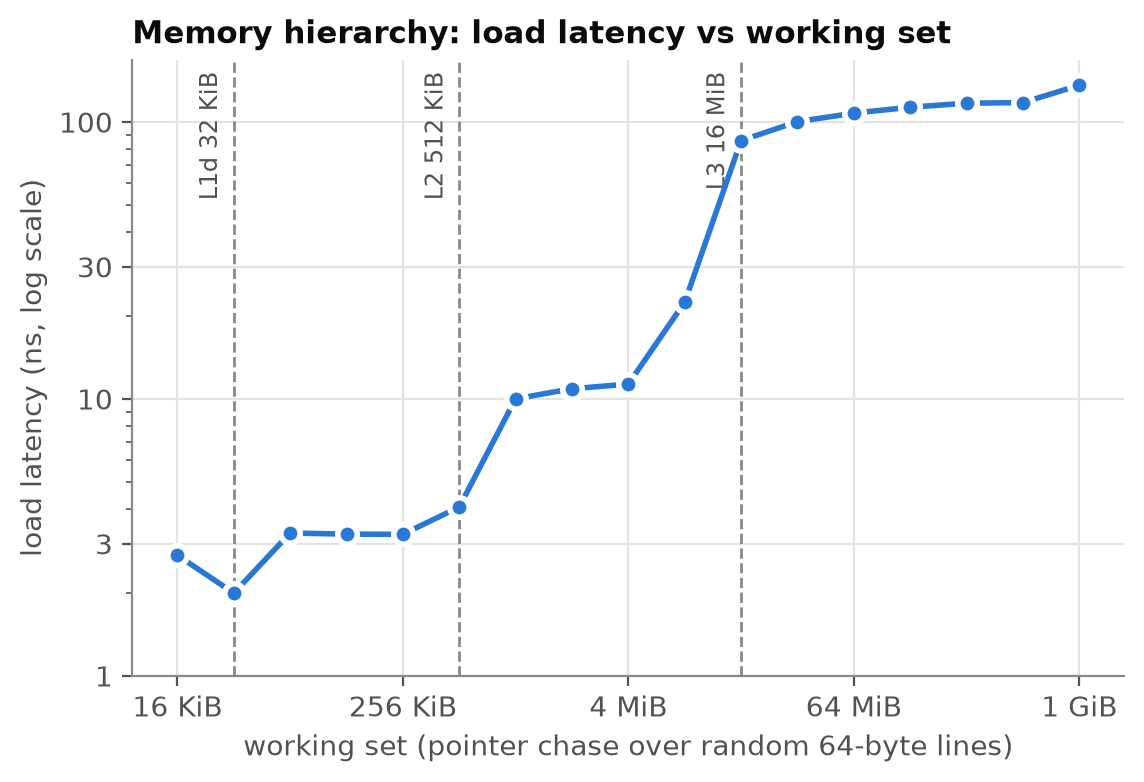 Memory hierarchy: load latency vs working set
L1d 32 KiB
L2 512 KiB
L3 16 MiB
load latency (ns, log scale)
100
30
10
3
1
16 KiB
256 KiB
4 MiB
64 MiB
1 GiB
working set (pointer chase over random 64-byte lines)